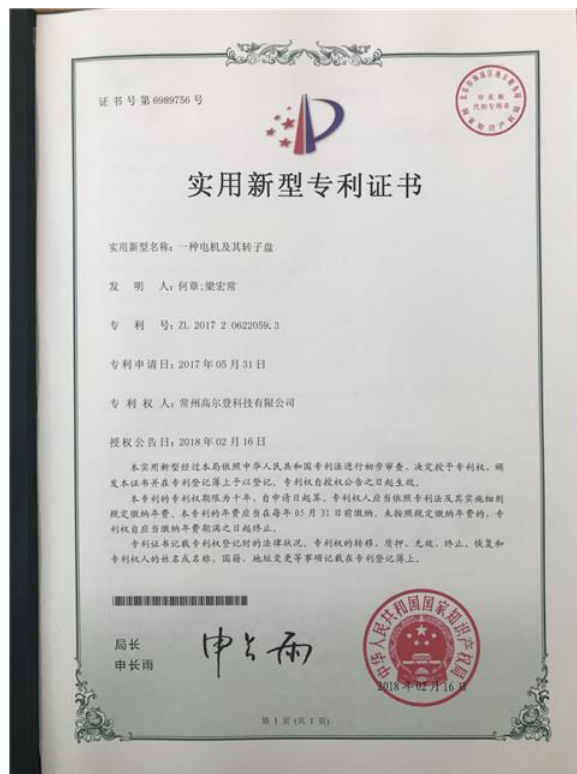 证书号第6989756号
实用新型专利证书
实用新型名称：一种电机及其转子盘
发 明 人：何章;梁宏常
专 利 号：ZL 2017 2 0622059.3
专利申请日：2017年05月31日
专 利 权 人：常州高尔登科技有限公司
授权公告日：2018年02月16日
本实用新型经过本局依照中华人民共和国专利法进行初步审查，决定授予专利权，颁
发本证书并在专利登记簿上予以登记，专利权自授权公告之日起生效。
本专利的专利权期限为十年，自申请日起算。专利权人应当依照专利法及其实施细则
规定缴纳年费。本专利的年费应当在每年05月31日前缴纳。未按照规定缴纳年费的，专
利权自应当缴纳年费期满之日起终止。
专利证书记载专利权登记时的法律状况。专利权的转移、质押、无效、终止、恢复和
专利权人的姓名或名称、国籍、地址变更等事项记载在专利登记簿上。
局长
申长雨
申长雨
中华人民共和国国家知识产权局
2018年02月16日
第1页(共1页)